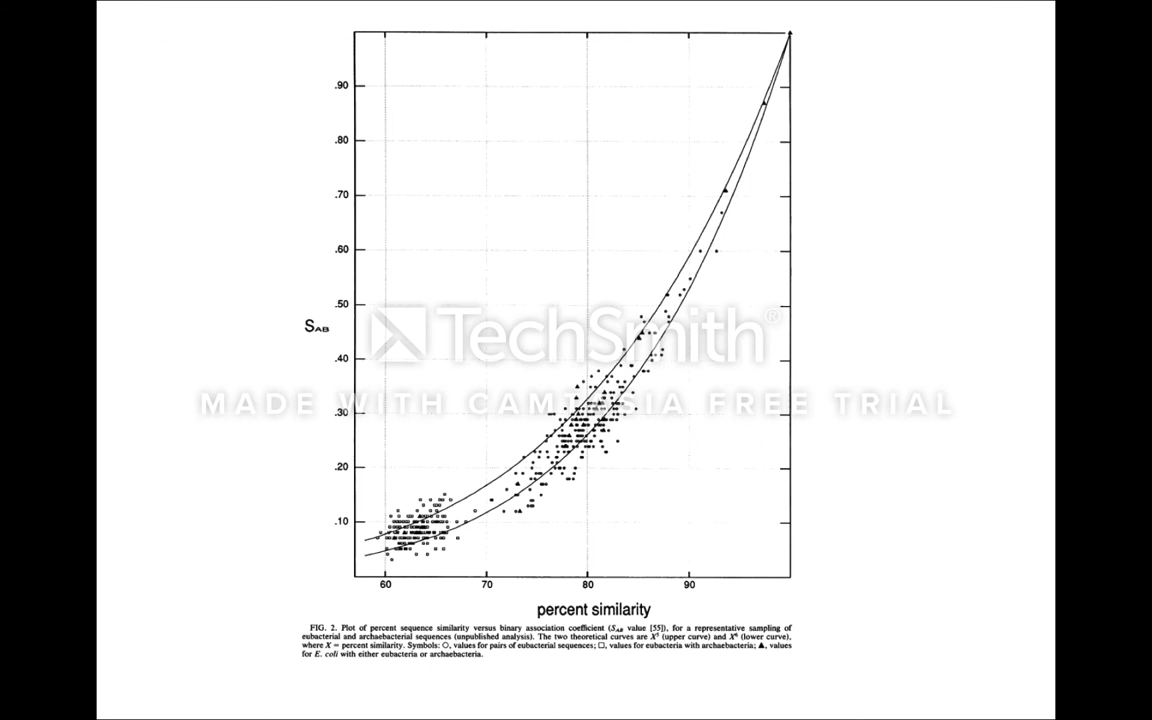 .90
.80
.70
.60
.50
SAB
.40
.30
.20
.10
60 70 80 90
percent similarity
TechSmith®
MADE WITH CAMTASIA FREE TRIAL
FIG. 2. Plot of percent sequence similarity versus binary association coefficient (SAB value [55]), for a representative sampling of
eubacterial and archaebacterial sequences (unpublished analysis). The two theoretical curves are X⁵ (upper curve) and X⁶ (lower curve),
where X = percent similarity. Symbols: ○, values for pairs of eubacterial sequences; □, values for eubacteria with archaebacteria; ▲, values
for E. coli with either eubacteria or archaebacteria.